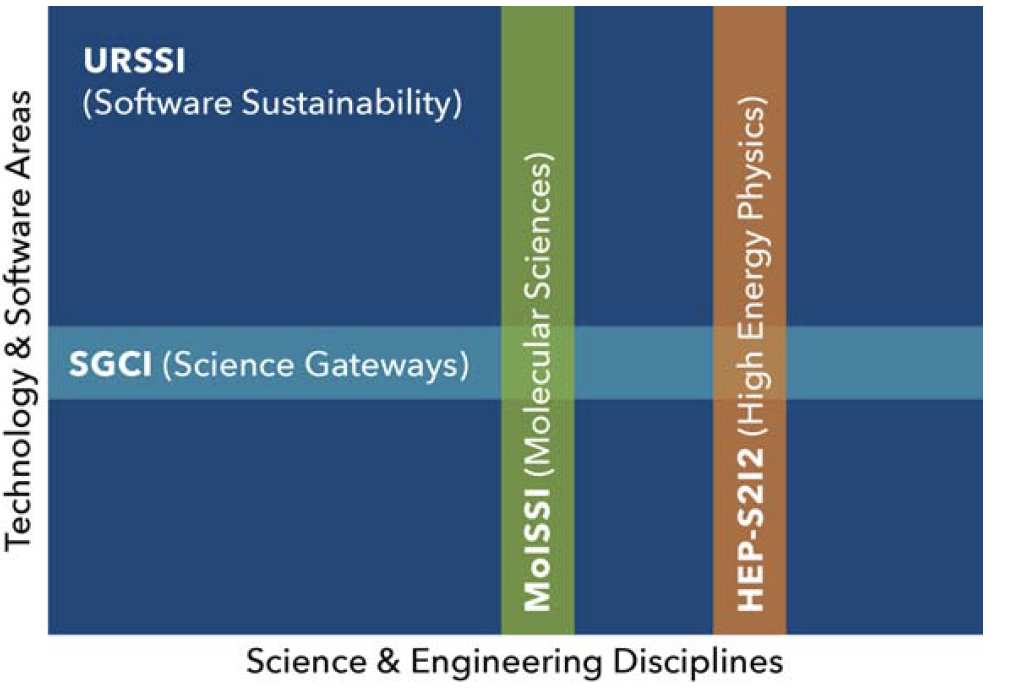 URSSI
(Software Sustainability)
SGCI (Science Gateways)
MolSSI (Molecular Sciences)
HEP-S2I2 (High Energy Physics)
Technology & Software Areas
Science & Engineering Disciplines